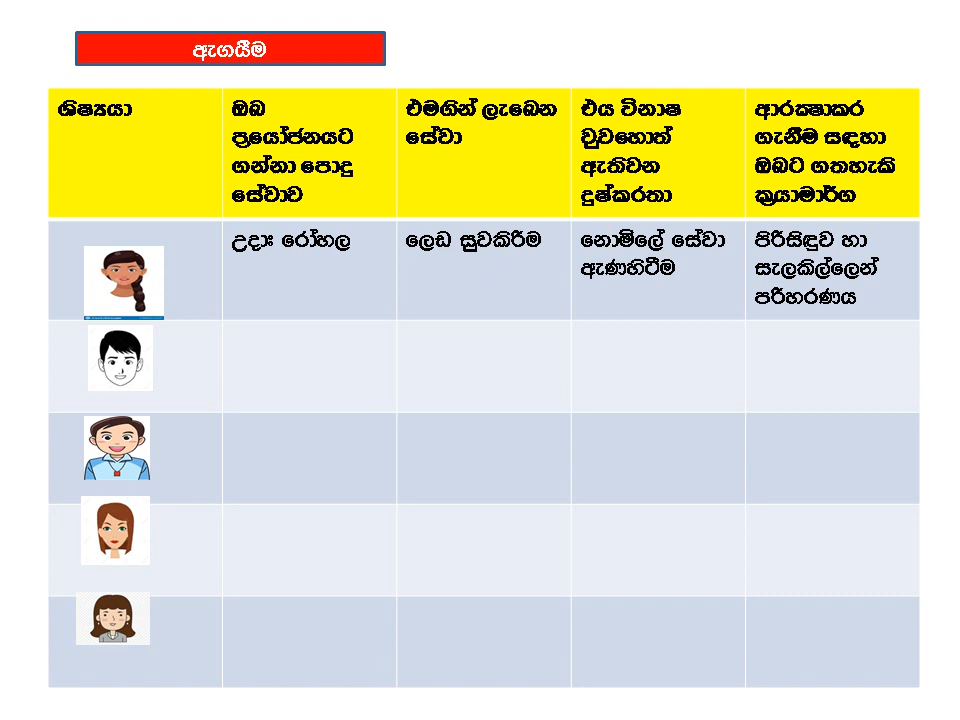 ඇගයීම
ශිෂ්‍යයා
ඔබ
ප්‍රයෝජනයට
ගන්නා පොදු
සේවාව
එමගින් ලැබෙන
සේවා
එය විනාෂ
වුවහොත්
ඇතිවන
දුෂ්කරතා
ආරක්‍ෂාකර
ගැනීම සඳහා
ඔබට ගතහැකි
ක්‍රයාමාර්ග
උදාඃ රෝහල
ලෙඩ සුවකිරීම
නොමිලේ සේවා
ඇණහිටීම
පිරිසිඳුව හා
සැලකිල්ලෙන්
පරිහරණය